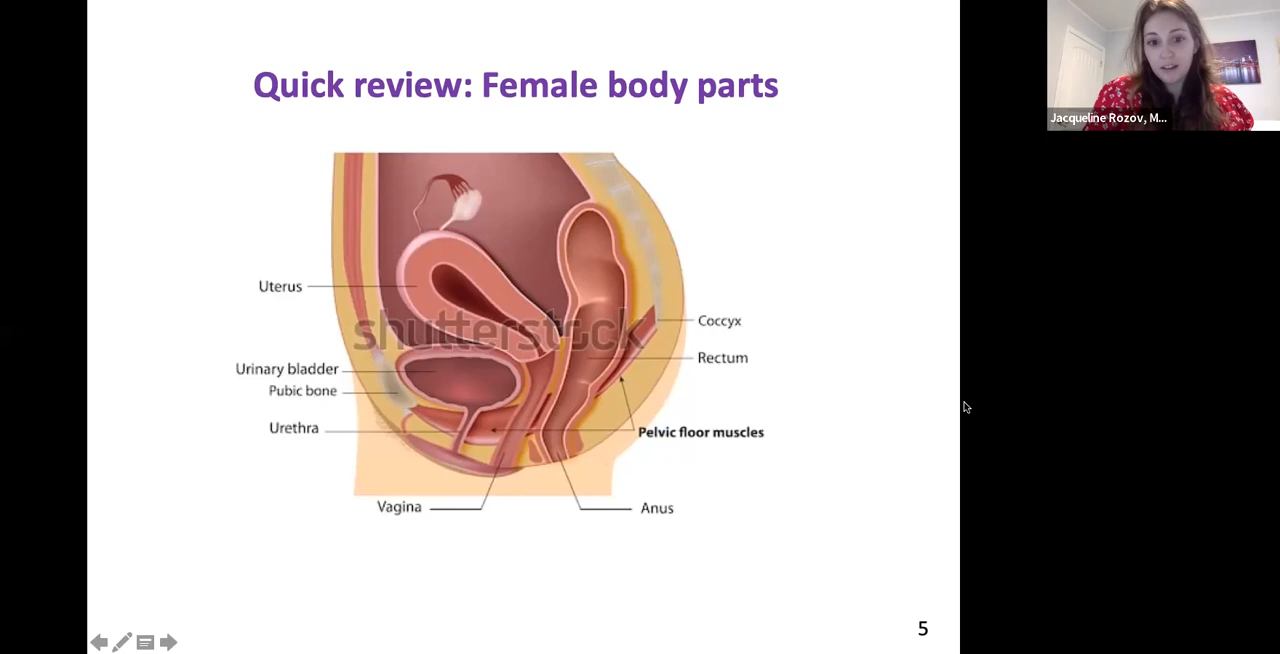 Quick review: Female body parts
Jacqueline Rozov, M...
Uterus
shutterstock
Coccyx
Rectum
Urinary bladder
Pubic bone
Urethra
Pelvic floor muscles
Vagina
Anus
5